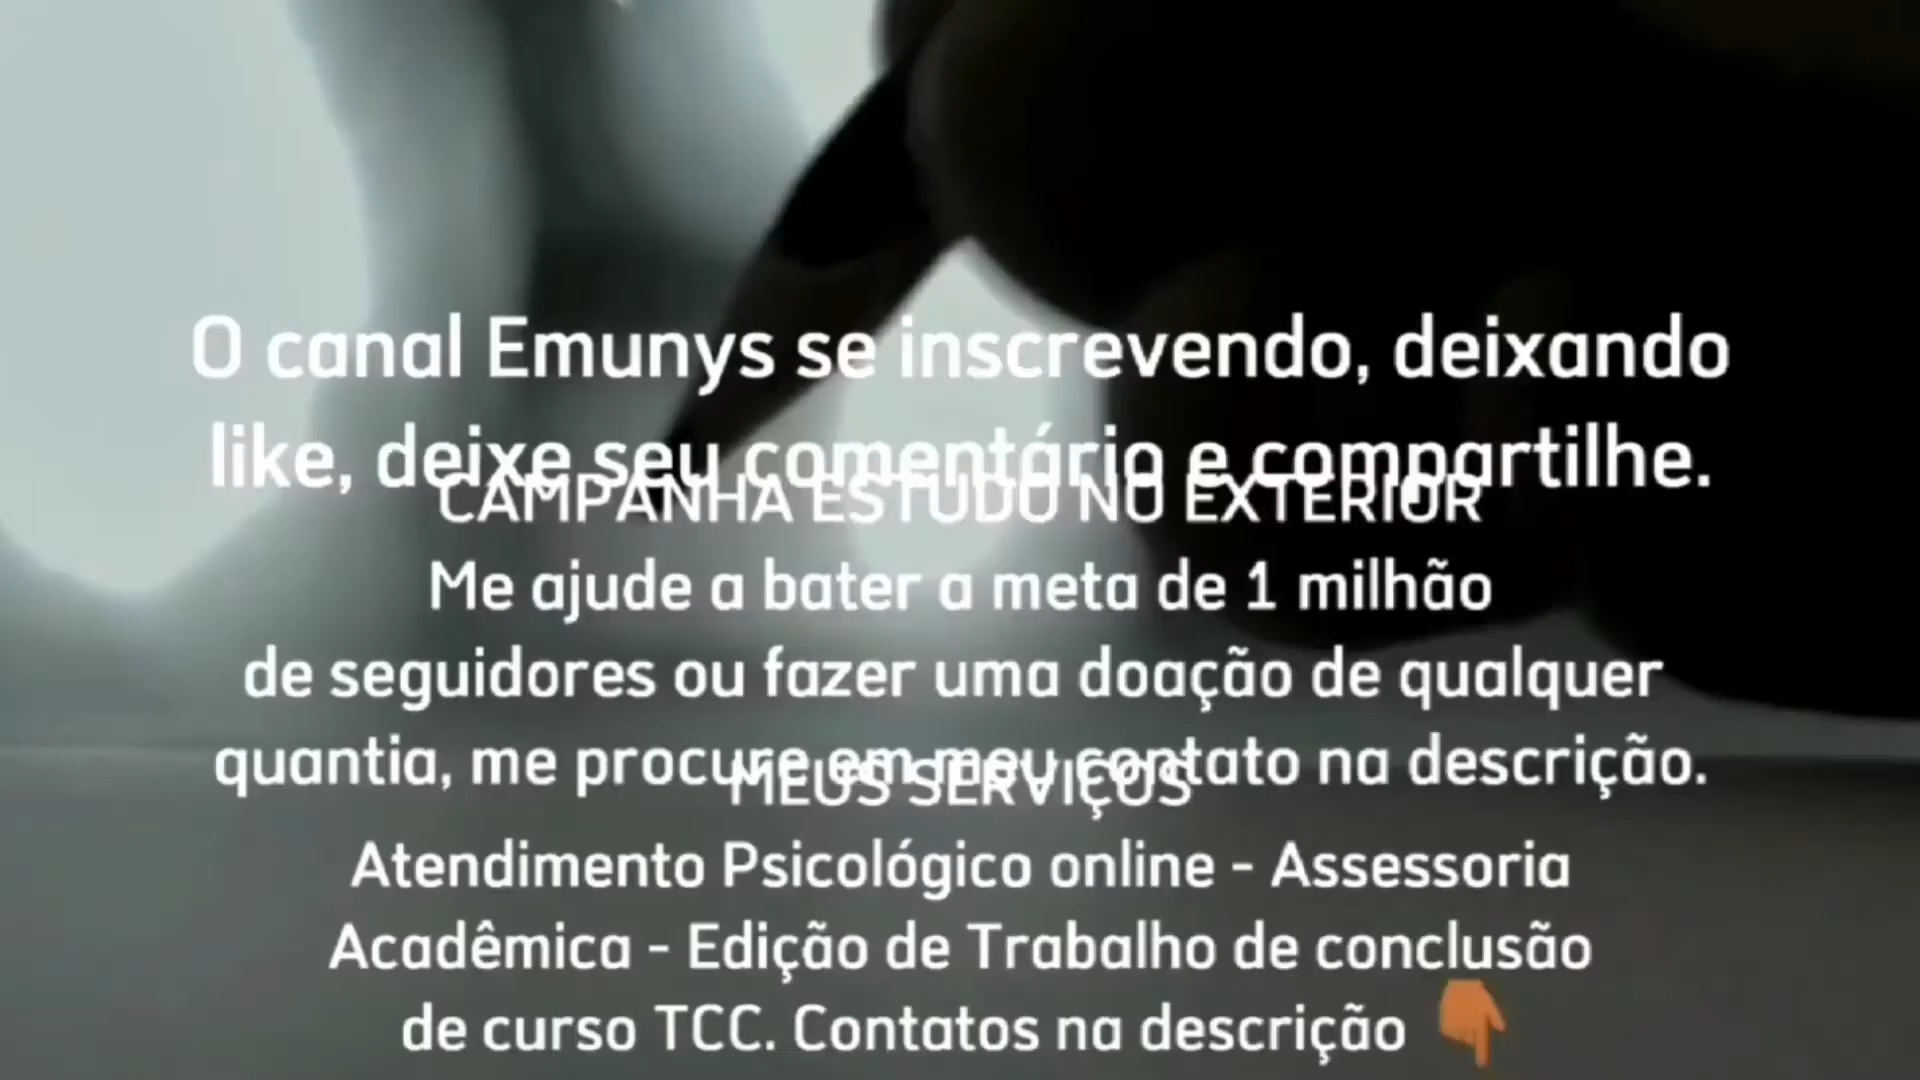 O canal Emunys se inscrevendo, deixando
like, deixe seu comentário e compartilhe.
CAMPANHA ESTUDO NO EXTERIOR
Me ajude a bater a meta de 1 milhão
de seguidores ou fazer uma doação de qualquer
quantia, me procure em meu contato na descrição.
MEUS SERVIÇOS
Atendimento Psicológico online - Assessoria
Acadêmica - Edição de Trabalho de conclusão
de curso TCC. Contatos na descrição 👇